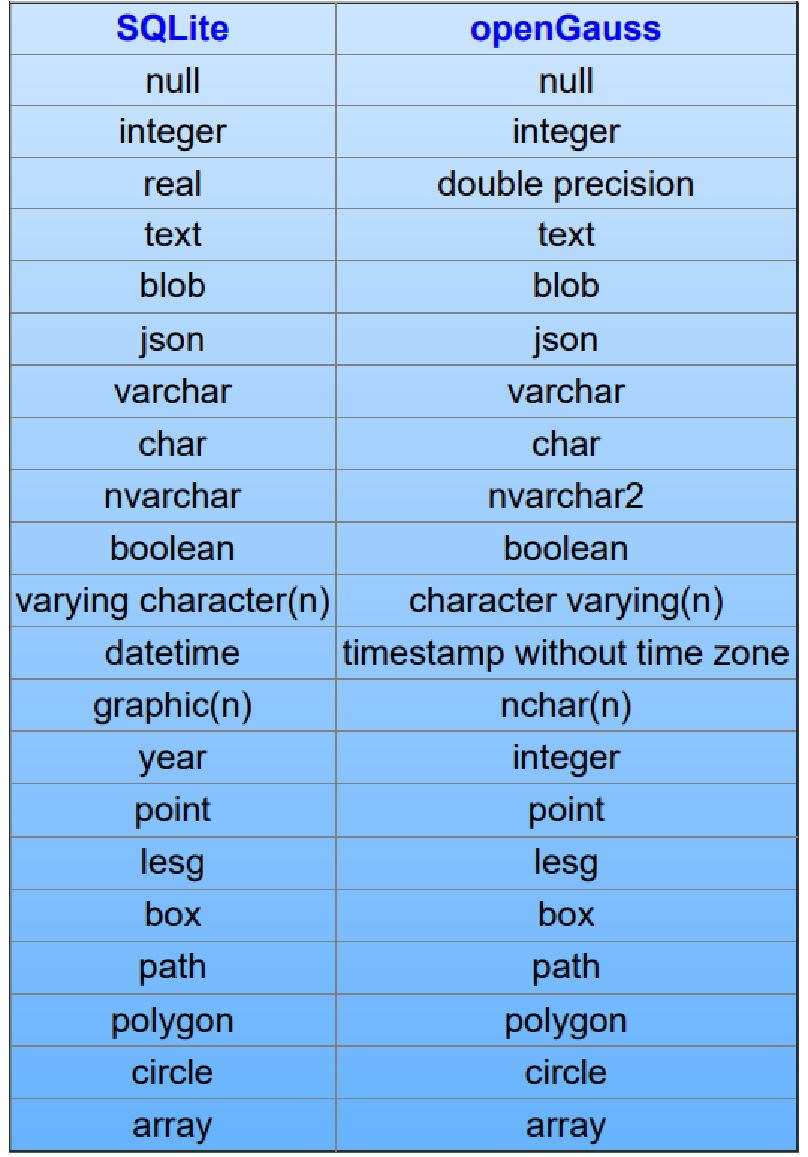 SQLite openGauss
null null
integer integer
real double precision
text text
blob blob
json json
varchar varchar
char char
nvarchar nvarchar2
boolean boolean
varying character(n) character varying(n)
datetime timestamp without time zone
graphic(n) nchar(n)
year integer
point point
lesg lesg
box box
path path
polygon polygon
circle circle
array array